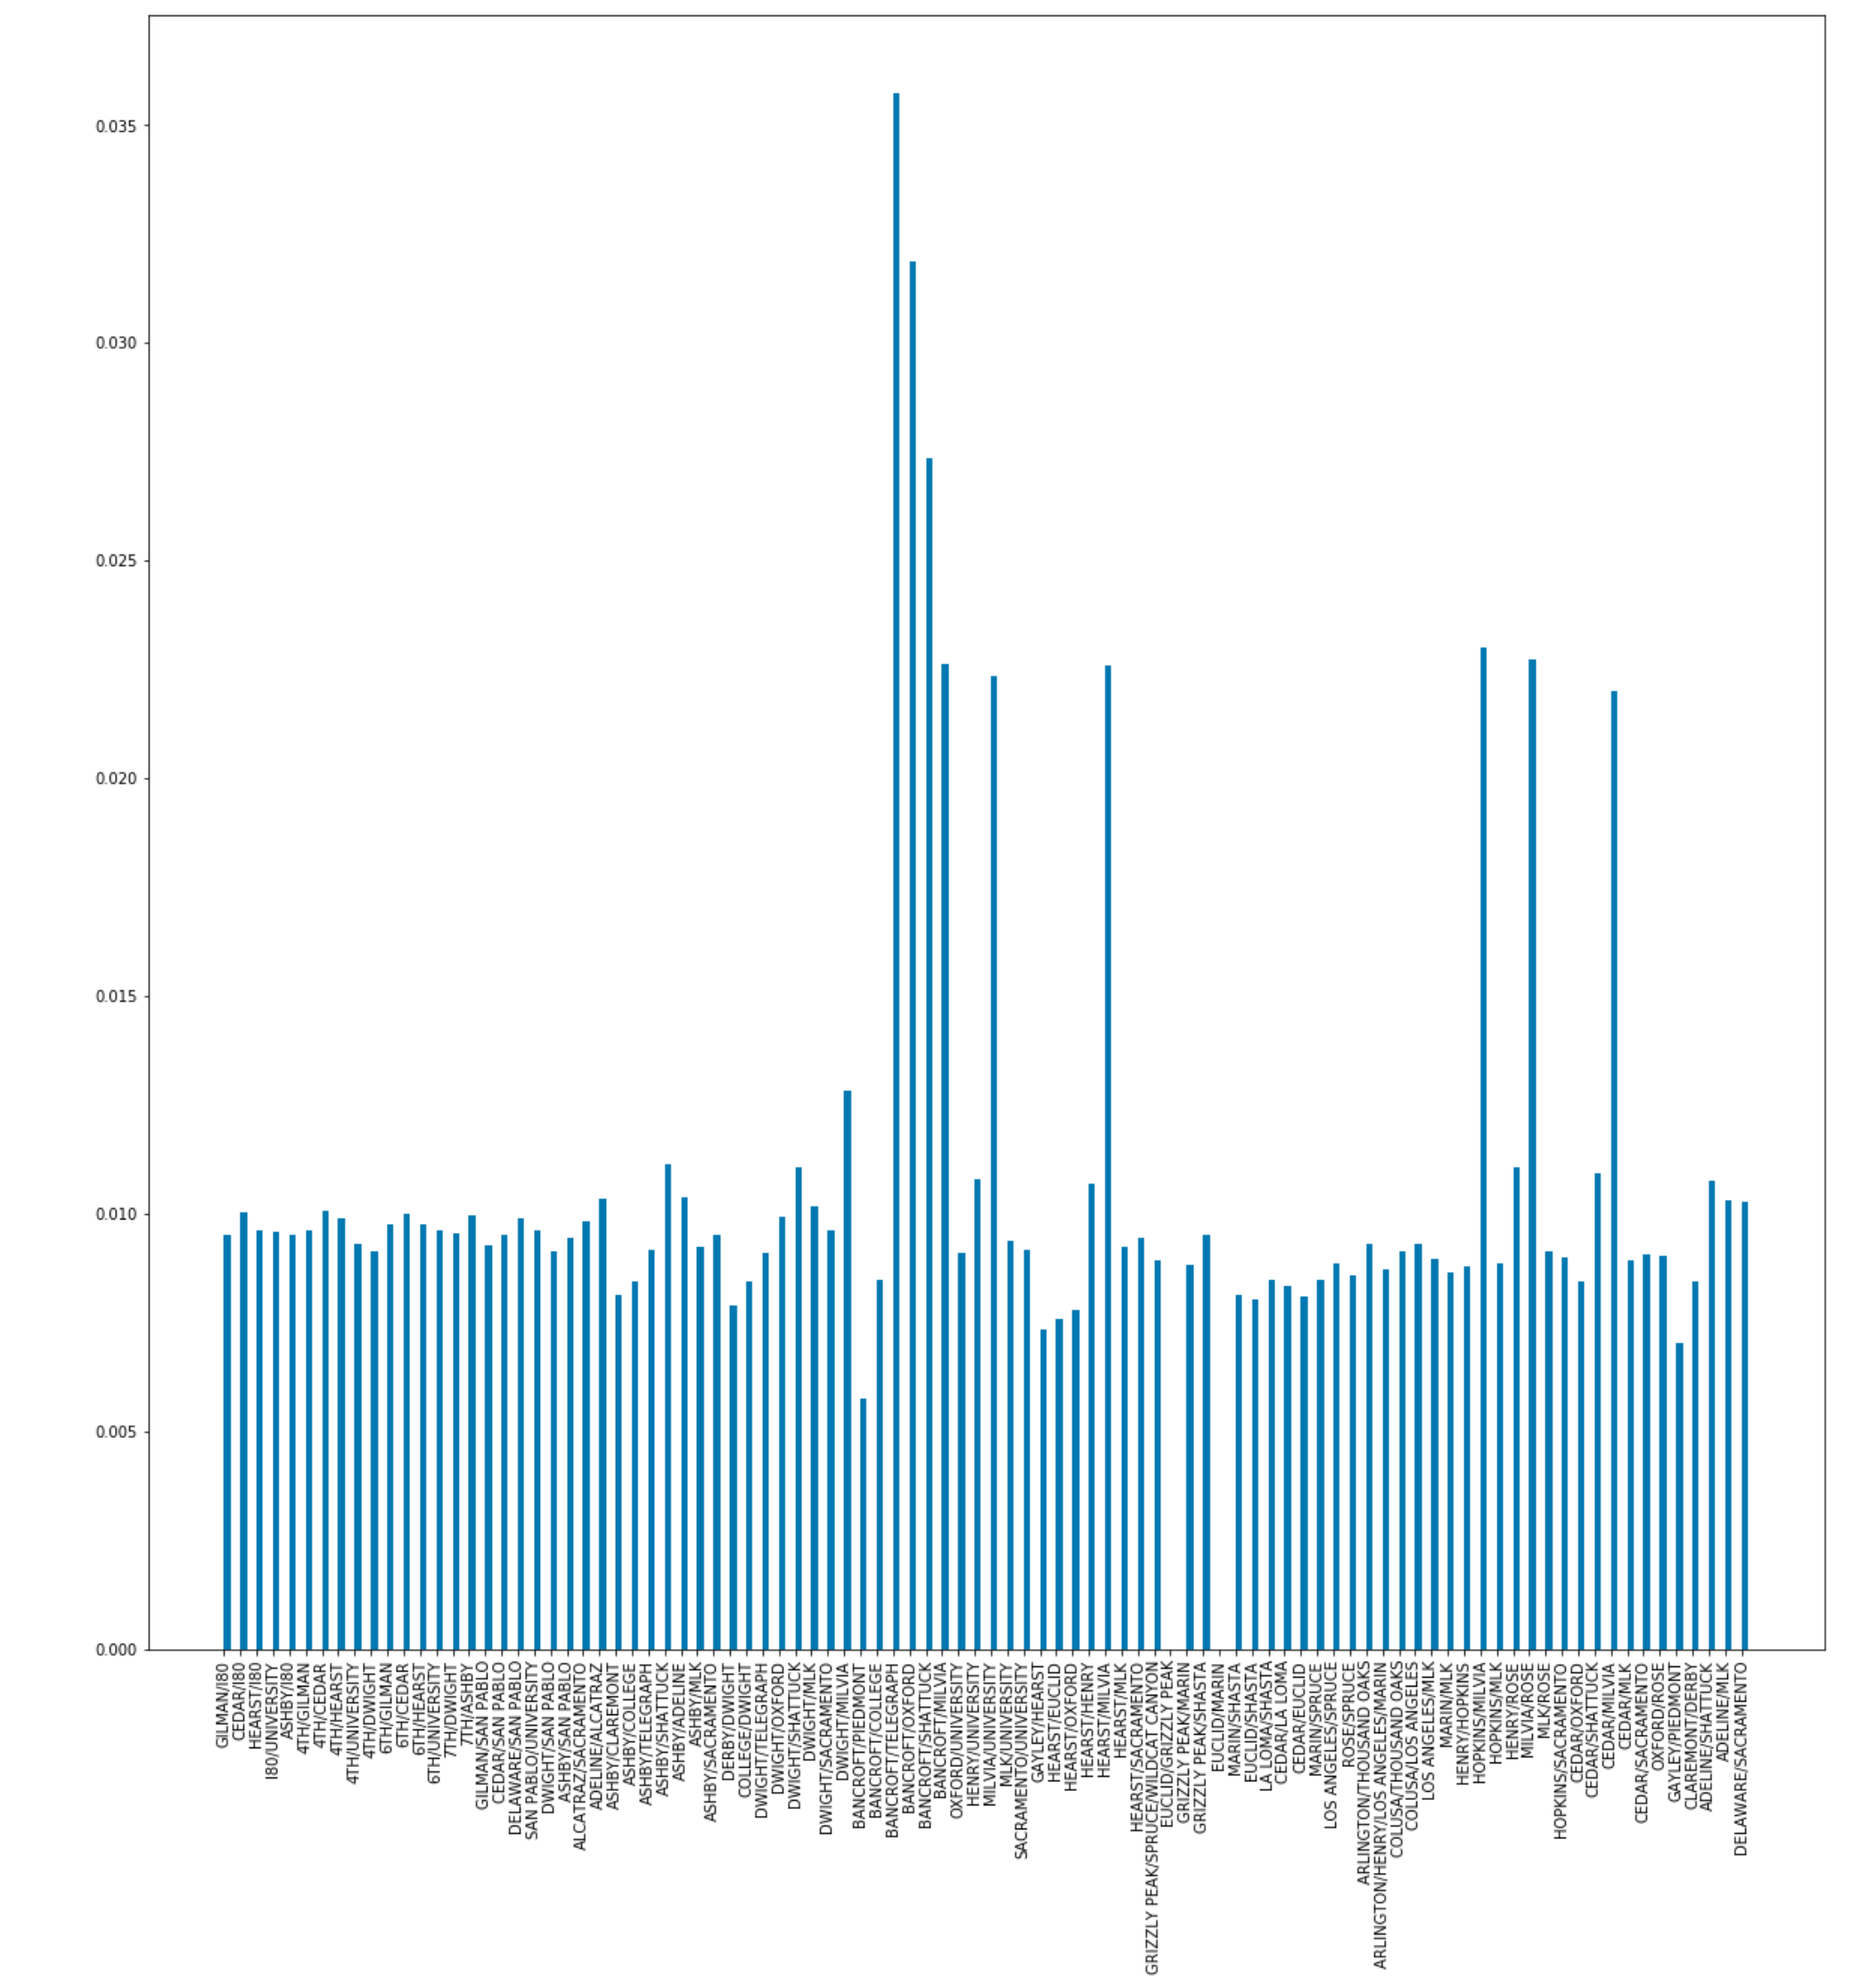 0.035
0.030
0.025
0.020
0.015
0.010
0.005
0.000
GILMAN/I80
CEDAR/I80
HEARST/I80
I80/UNIVERSITY
ASHBY/I80
4TH/GILMAN
4TH/CEDAR
4TH/HEARST
4TH/UNIVERSITY
4TH/DWIGHT
6TH/GILMAN
6TH/CEDAR
6TH/HEARST
6TH/UNIVERSITY
7TH/DWIGHT
7TH/ASHBY
GILMAN/SAN PABLO
CEDAR/SAN PABLO
DELAWARE/SAN PABLO
SAN PABLO/UNIVERSITY
DWIGHT/SAN PABLO
ASHBY/SAN PABLO
ALCATRAZ/SACRAMENTO
ADELINE/ALCATRAZ
ASHBY/CLAREMONT
ASHBY/COLLEGE
ASHBY/TELEGRAPH
ASHBY/SHATTUCK
ASHBY/ADELINE
ASHBY/MLK
ASHBY/SACRAMENTO
DERBY/DWIGHT
COLLEGE/DWIGHT
DWIGHT/TELEGRAPH
DWIGHT/OXFORD
DWIGHT/SHATTUCK
DWIGHT/MLK
DWIGHT/SACRAMENTO
DWIGHT/MILVIA
BANCROFT/PIEDMONT
BANCROFT/COLLEGE
BANCROFT/TELEGRAPH
BANCROFT/OXFORD
BANCROFT/SHATTUCK
BANCROFT/MILVIA
OXFORD/UNIVERSITY
HENRY/UNIVERSITY
MILVIA/UNIVERSITY
MLK/UNIVERSITY
SACRAMENTO/UNIVERSITY
GAYLEY/HEARST
HEARST/EUCLID
HEARST/OXFORD
HEARST/HENRY
HEARST/MILVIA
HEARST/MLK
HEARST/SACRAMENTO
GRIZZLY PEAK/SPRUCE/WILDCAT CANYON
EUCLID/GRIZZLY PEAK
GRIZZLY PEAK/MARIN
GRIZZLY PEAK/SHASTA
EUCLID/MARIN
MARIN/SHASTA
EUCLID/SHASTA
LA LOMA/SHASTA
CEDAR/LA LOMA
CEDAR/EUCLID
MARIN/SPRUCE
LOS ANGELES/SPRUCE
ROSE/SPRUCE
ARLINGTON/THOUSAND OAKS
ARLINGTON/HENRY/LOS ANGELES/MARIN
COLUSA/THOUSAND OAKS
COLUSA/LOS ANGELES
LOS ANGELES/MLK
MARIN/MLK
HENRY/HOPKINS
HOPKINS/MILVIA
HOPKINS/MLK
HENRY/ROSE
MILVIA/ROSE
MLK/ROSE
HOPKINS/SACRAMENTO
CEDAR/OXFORD
CEDAR/SHATTUCK
CEDAR/MILVIA
CEDAR/MLK
CEDAR/SACRAMENTO
OXFORD/ROSE
GAYLEY/PIEDMONT
CLAREMONT/DERBY
ADELINE/SHATTUCK
ADELINE/MLK
DELAWARE/SACRAMENTO